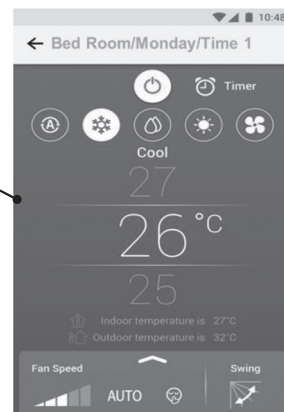 10:48
← Bed Room/Monday/Time 1
Timer
A
Cool
27
26°C
25
Indoor temperature is 27°C
Outdoor temperature is 32°C
Fan Speed
Swing
AUTO